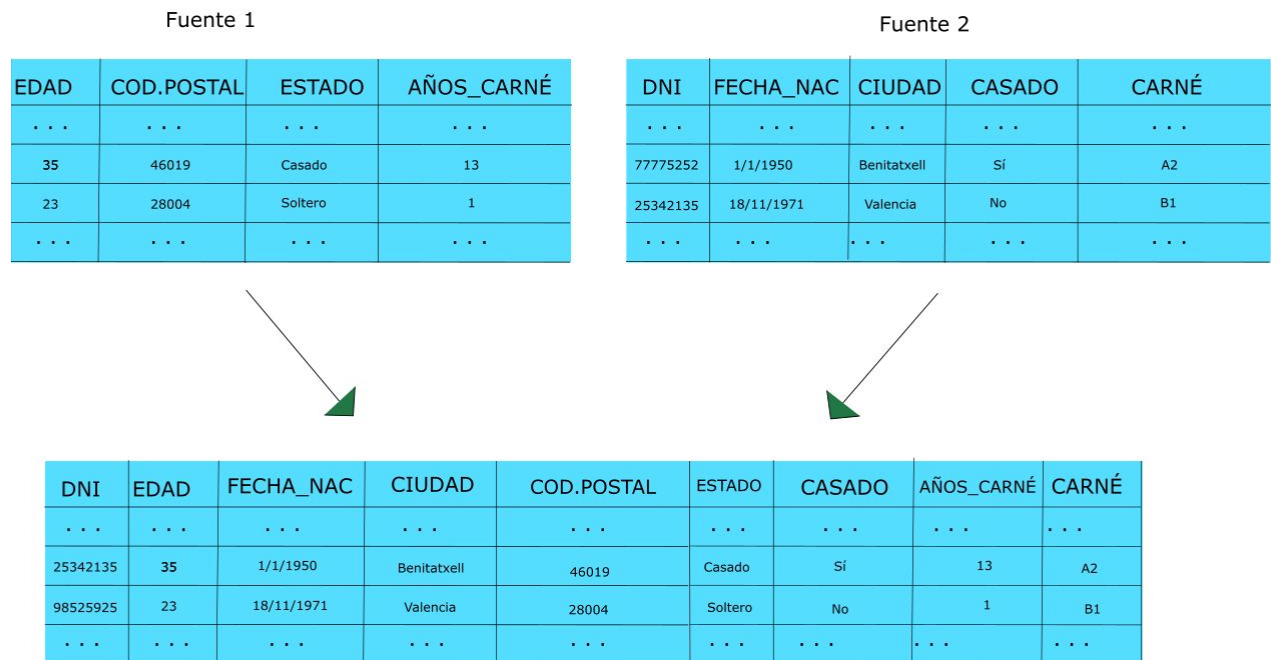 Fuente 1
Fuente 2
EDAD COD.POSTAL ESTADO AÑOS_CARNÉ
. . . . . . . . . . . .
35 46019 Casado 13
23 28004 Soltero 1
. . . . . . . . . . . .
DNI FECHA_NAC CIUDAD CASADO CARNÉ
. . . . . . . . . . . . . . .
77775252 1/1/1950 Benitatxell Sí A2
25342135 18/11/1971 Valencia No B1
. . . . . . . . . . . . . . .
DNI EDAD FECHA_NAC CIUDAD COD.POSTAL ESTADO CASADO AÑOS_CARNÉ CARNÉ
. . . . . . . . . . . . . . . . . . . . . . . . . . .
25342135 35 1/1/1950 Benitatxell 46019 Casado Sí 13 A2
98525925 23 18/11/1971 Valencia 28004 Soltero No 1 B1
. . . . . . . . . . . . . . . . . . . . . . . . . . .